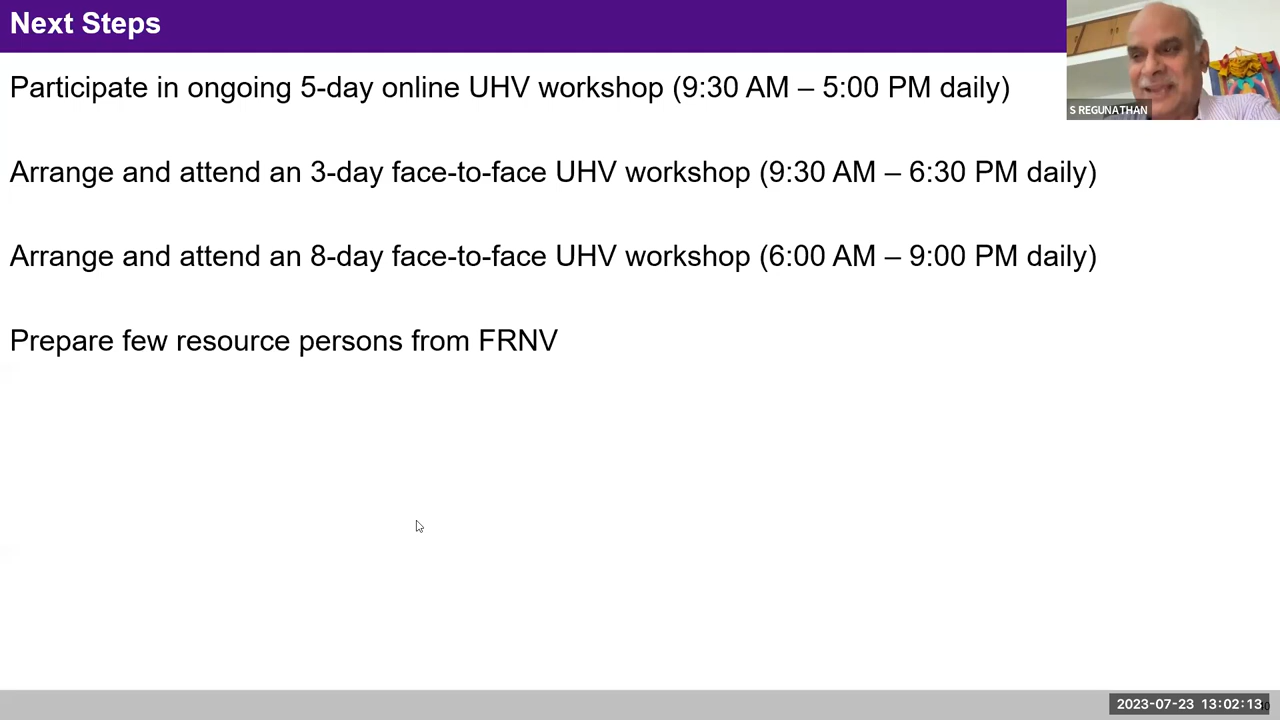 Next Steps
S REGUNATHAN
Participate in ongoing 5-day online UHV workshop (9:30 AM – 5:00 PM daily)
Arrange and attend an 3-day face-to-face UHV workshop (9:30 AM – 6:30 PM daily)
Arrange and attend an 8-day face-to-face UHV workshop (6:00 AM – 9:00 PM daily)
Prepare few resource persons from FRNV
2023-07-23 13:02:13